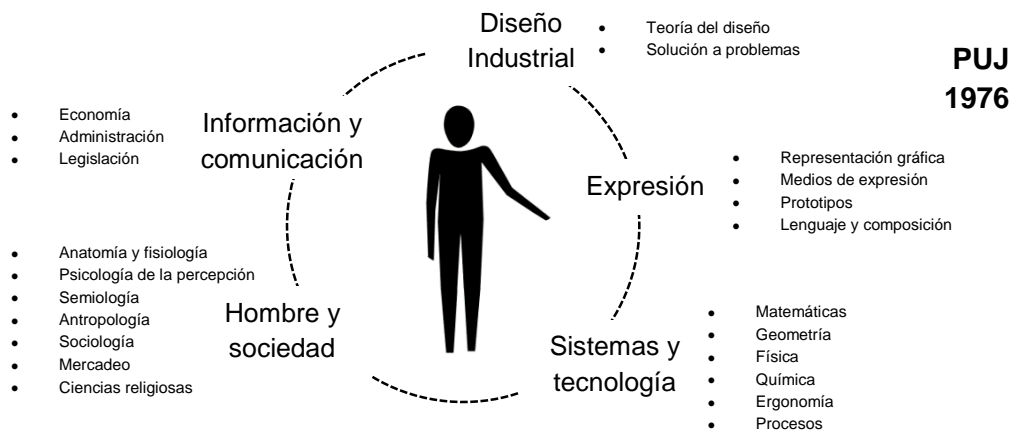 Diseño
Industrial
• Teoría del diseño
• Solución a problemas
PUJ
1976
Información y
comunicación
• Economía
• Administración
• Legislación
Expresión
• Representación gráfica
• Medios de expresión
• Prototipos
• Lenguaje y composición
Hombre y
sociedad
• Anatomía y fisiología
• Psicología de la percepción
• Semiología
• Antropología
• Sociología
• Mercadeo
• Ciencias religiosas
Sistemas y
tecnología
• Matemáticas
• Geometría
• Física
• Química
• Ergonomía
• Procesos